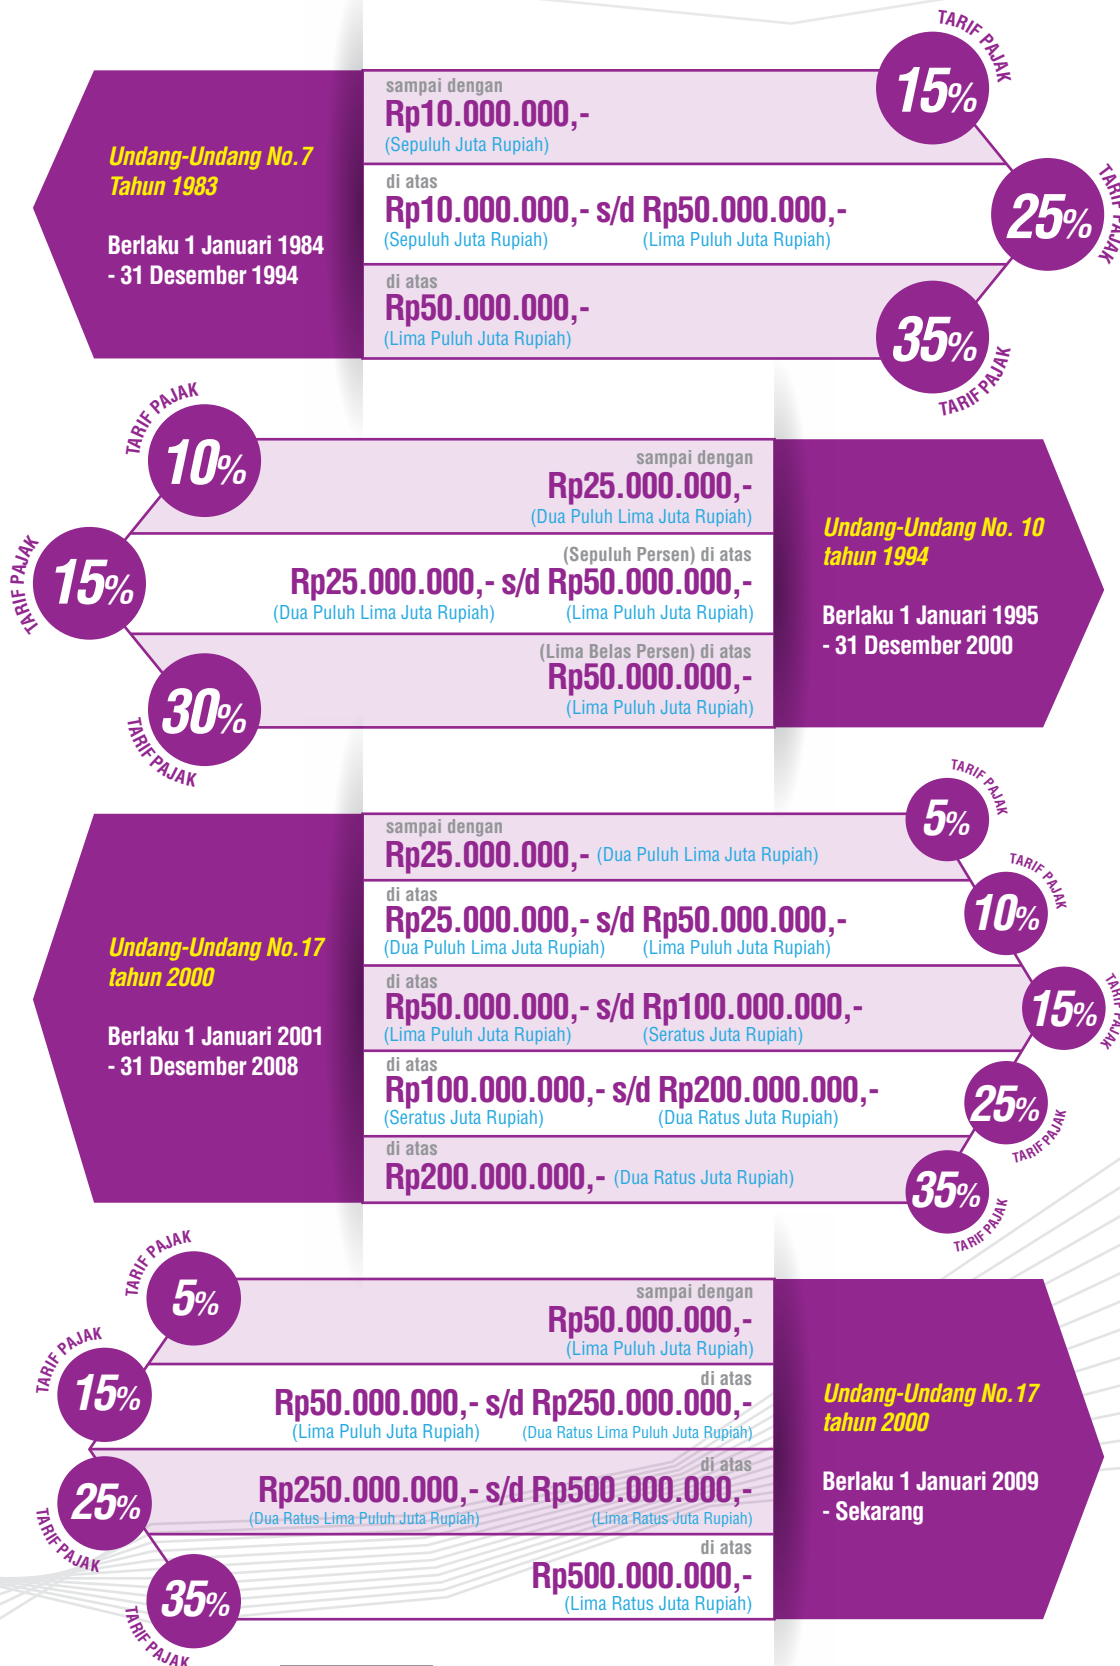 Undang-Undang No.7
Tahun 1983
Berlaku 1 Januari 1984
- 31 Desember 1994
sampai dengan
Rp10.000.000,-
(Sepuluh Juta Rupiah)
TARIF PAJAK
15%
di atas
Rp10.000.000,- s/d Rp50.000.000,-
(Sepuluh Juta Rupiah) (Lima Puluh Juta Rupiah)
TARIF PAJAK
25%
di atas
Rp50.000.000,-
(Lima Puluh Juta Rupiah)
35%
TARIF PAJAK
TARIF PAJAK
10%
sampai dengan
Rp25.000.000,-
(Dua Puluh Lima Juta Rupiah)
TARIF PAJAK
15%
(Sepuluh Persen) di atas
Rp25.000.000,- s/d Rp50.000.000,-
(Dua Puluh Lima Juta Rupiah) (Lima Puluh Juta Rupiah)
30%
TARIF PAJAK
(Lima Belas Persen) di atas
Rp50.000.000,-
(Lima Puluh Juta Rupiah)
Undang-Undang No. 10
tahun 1994
Berlaku 1 Januari 1995
- 31 Desember 2000
Undang-Undang No.17
tahun 2000
Berlaku 1 Januari 2001
- 31 Desember 2008
sampai dengan
Rp25.000.000,- (Dua Puluh Lima Juta Rupiah)
TARIF PAJAK
5%
di atas
Rp25.000.000,- s/d Rp50.000.000,-
(Dua Puluh Lima Juta Rupiah) (Lima Puluh Juta Rupiah)
TARIF PAJAK
10%
di atas
Rp50.000.000,- s/d Rp100.000.000,-
(Lima Puluh Juta Rupiah) (Seratus Juta Rupiah)
TARIF PAJAK
15%
di atas
Rp100.000.000,- s/d Rp200.000.000,-
(Seratus Juta Rupiah) (Dua Ratus Juta Rupiah)
25%
TARIF PAJAK
di atas
Rp200.000.000,- (Dua Ratus Juta Rupiah)
35%
TARIF PAJAK
TARIF PAJAK
5%
sampai dengan
Rp50.000.000,-
(Lima Puluh Juta Rupiah)
TARIF PAJAK
15%
di atas
Rp50.000.000,- s/d Rp250.000.000,-
(Lima Puluh Juta Rupiah) (Dua Ratus Lima Puluh Juta Rupiah)
25%
TARIF PAJAK
di atas
Rp250.000.000,- s/d Rp500.000.000,-
(Dua Ratus Lima Puluh Juta Rupiah) (Lima Ratus Juta Rupiah)
35%
TARIF PAJAK
di atas
Rp500.000.000,-
(Lima Ratus Juta Rupiah)
Undang-Undang No.17
tahun 2000
Berlaku 1 Januari 2009
- Sekarang